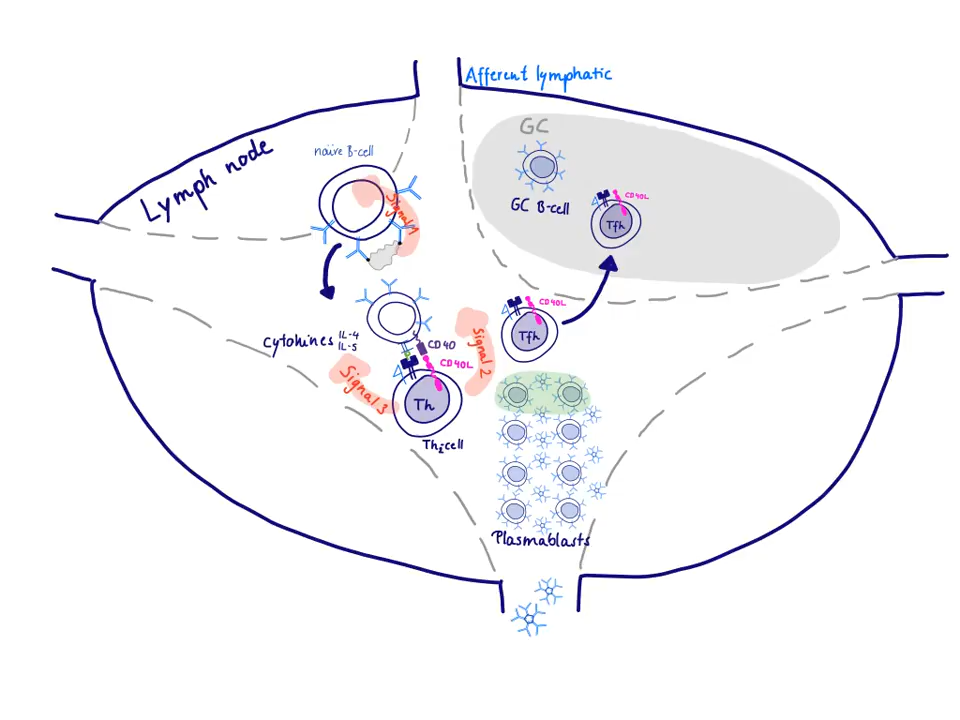 Afferent lymphatic
Lymph node
naïve B-cell
Signal 1
GC
GC B-cell
CD40L
Tfh
Cytokines IL-4
IL-5
CD40
CD40L
Signal 2
Signal 3
Th
Th2 cell
CD40L
Tfh
Plasmablasts